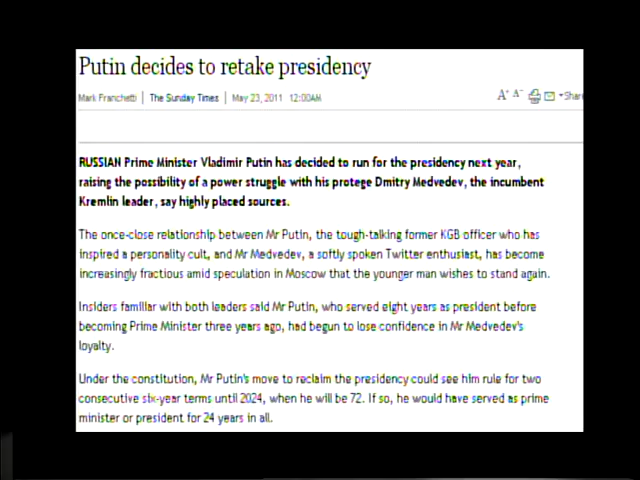 Putin decides to retake presidency
Mark Franchetti | The Sunday Times | May 23, 2011 12:00AM A+ A- Share
RUSSIAN Prime Minister Vladimir Putin has decided to run for the presidency next year,
raising the possibility of a power struggle with his protege Dmitry Medvedev, the incumbent
Kremlin leader, say highly placed sources.
The once-close relationship between Mr Putin, the tough-talking former KGB officer who has
inspired a personality cult, and Mr Medvedev, a softly spoken Twitter enthusiast, has become
increasingly fractious amid speculation in Moscow that the younger man wishes to stand again.
Insiders familiar with both leaders said Mr Putin, who served eight years as president before
becoming Prime Minister three years ago, had begun to lose confidence in Mr Medvedev's
loyalty.
Under the constitution, Mr Putin's move to reclaim the presidency could see him rule for two
consecutive six-year terms until 2024, when he will be 72. If so, he would have served as prime
minister or president for 24 years in all.